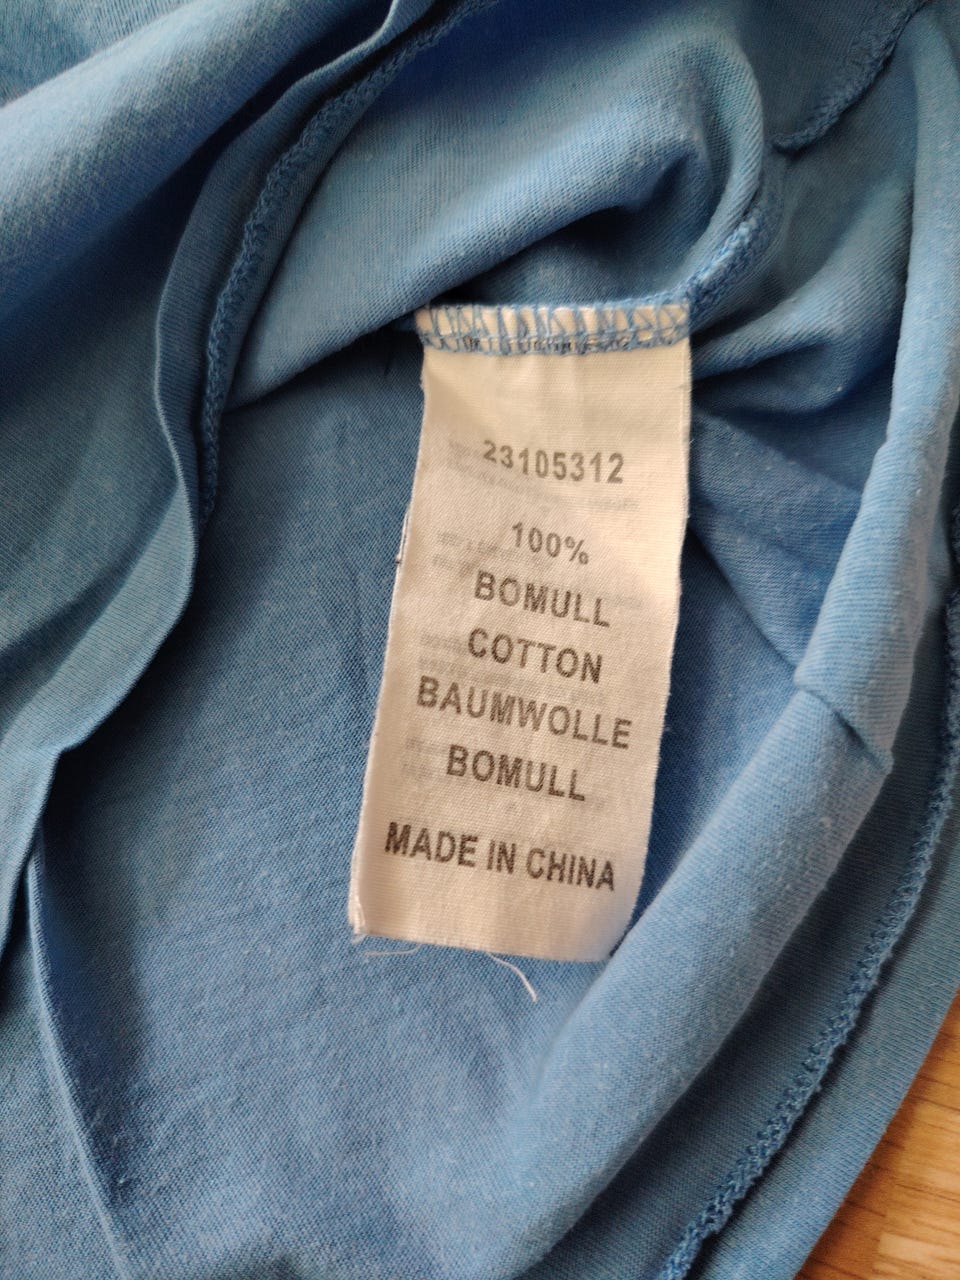 23105312
100%
BOMULL
COTTON
BAUMWOLLE
BOMULL
MADE IN CHINA